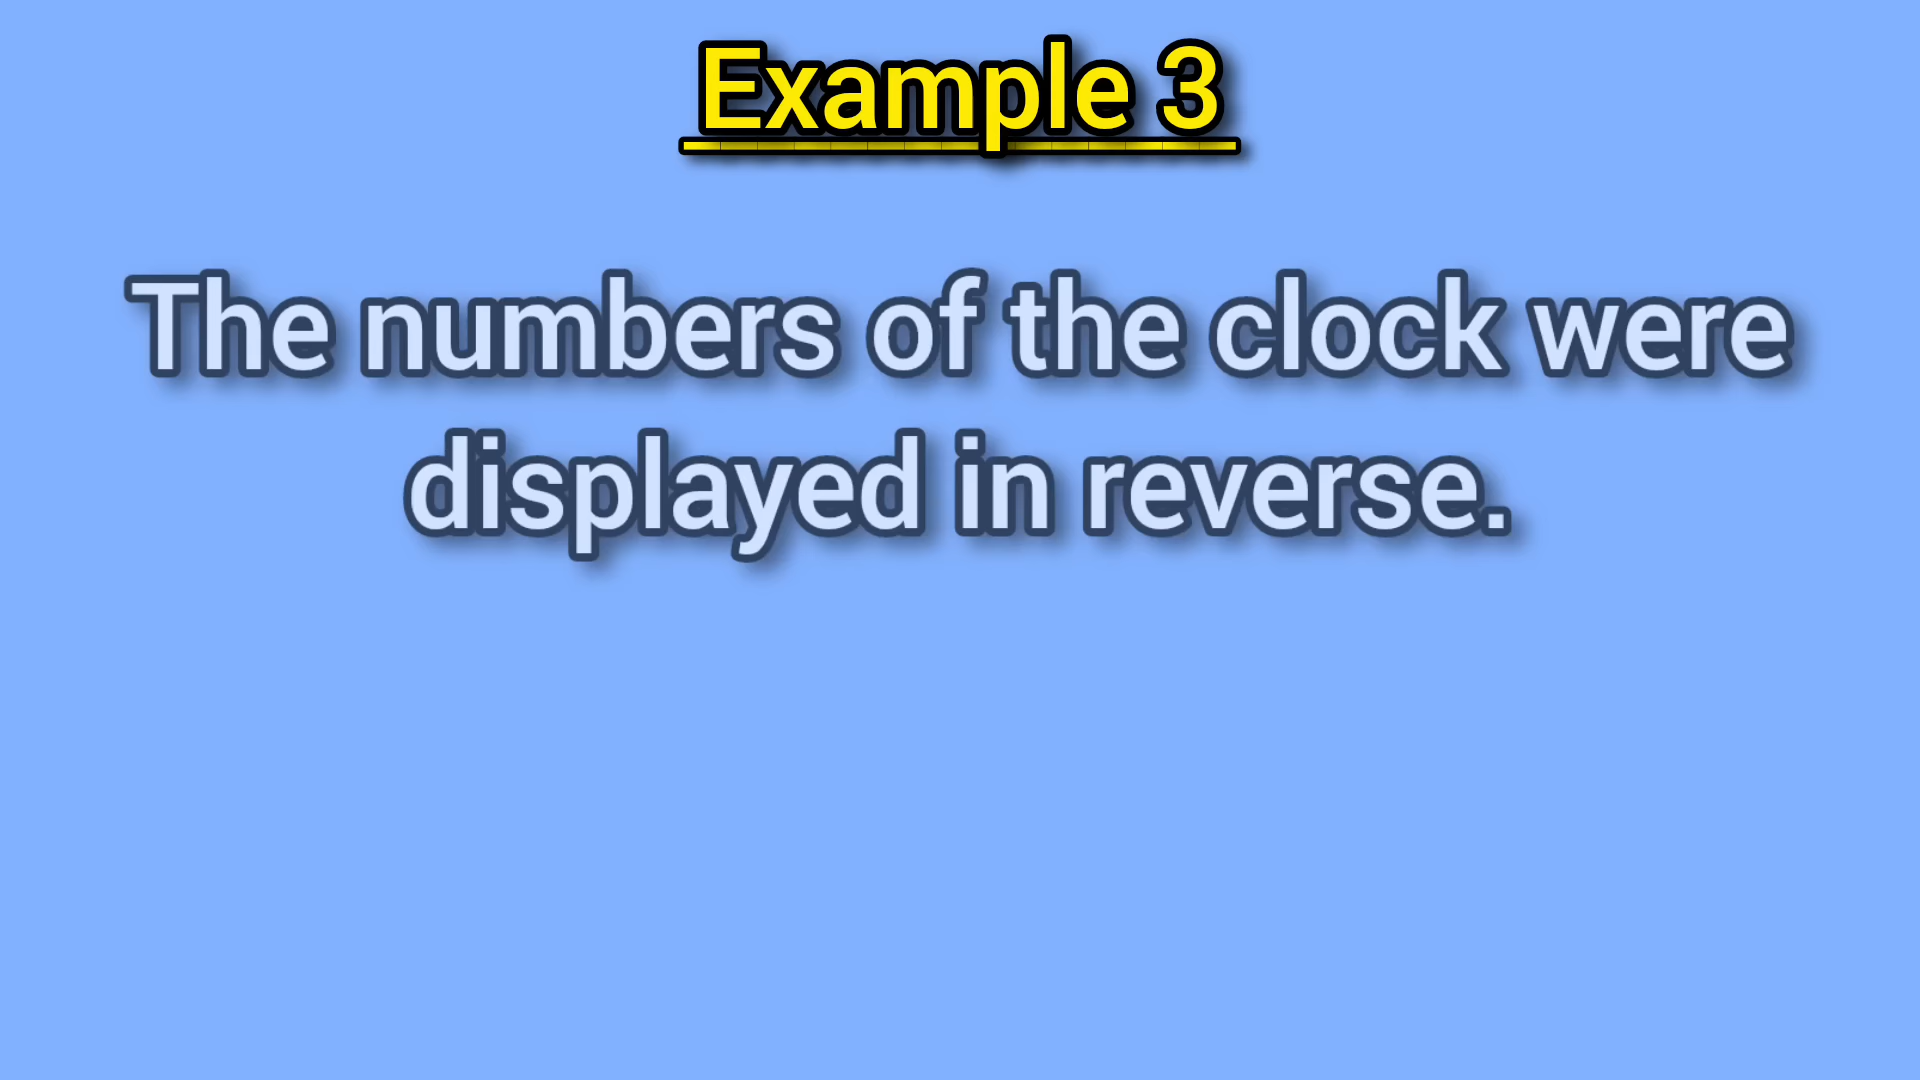 Example 3
The numbers of the clock were
displayed in reverse.